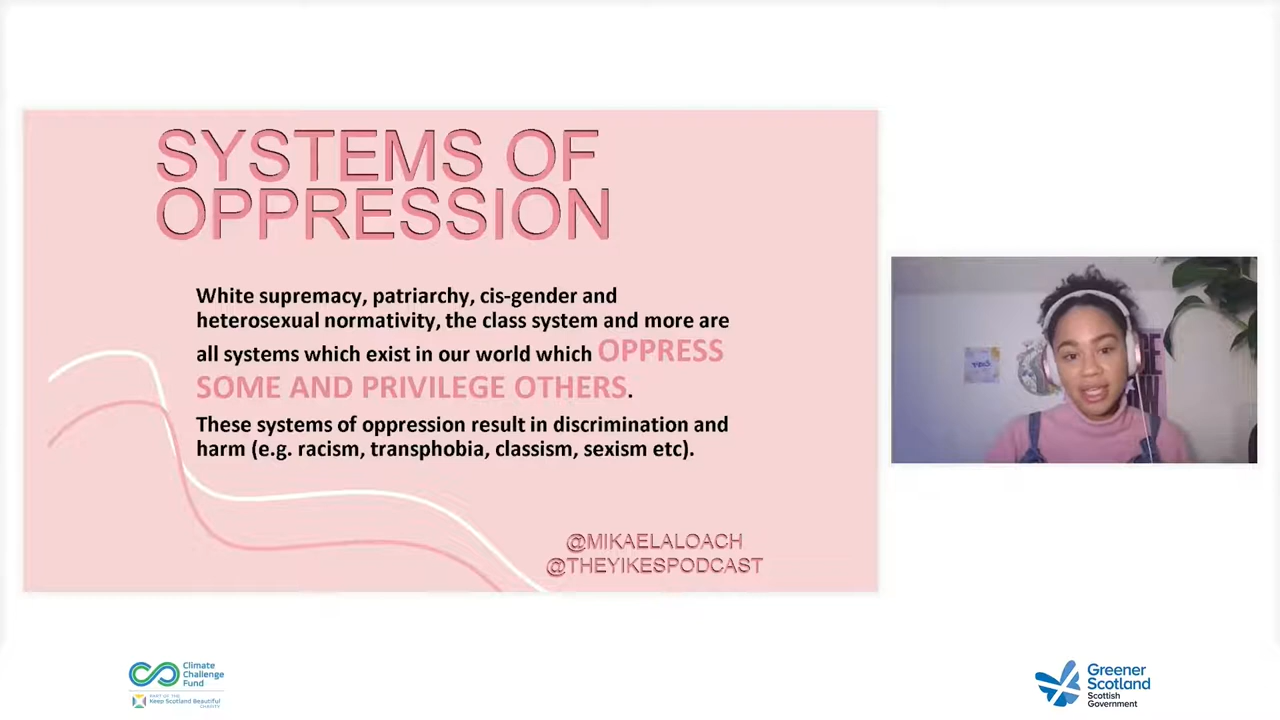 SYSTEMS OF
OPPRESSION
White supremacy, patriarchy, cis-gender and
heterosexual normativity, the class system and more are
all systems which exist in our world which OPPRESS
SOME AND PRIVILEGE OTHERS.
These systems of oppression result in discrimination and
harm (e.g. racism, transphobia, classism, sexism etc).
@MIKAELALOACH
@THEYIKESPODCAST
Climate
Challenge
Fund
PART OF THE
Keep Scotland Beautiful
CHARITY
Greener
Scotland
Scottish
Government